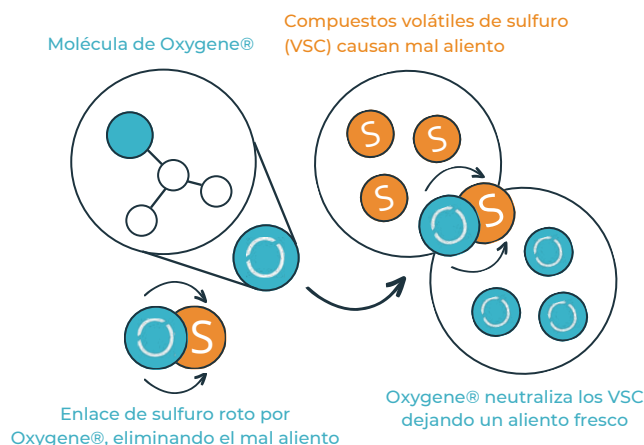 Molécula de Oxygene®
Compuestos volátiles de sulfuro
(VSC) causan mal aliento
S
S
S
S
S
Enlace de sulfuro roto por
Oxygene®, eliminando el mal aliento
Oxygene® neutraliza los VSC
dejando un aliento fresco